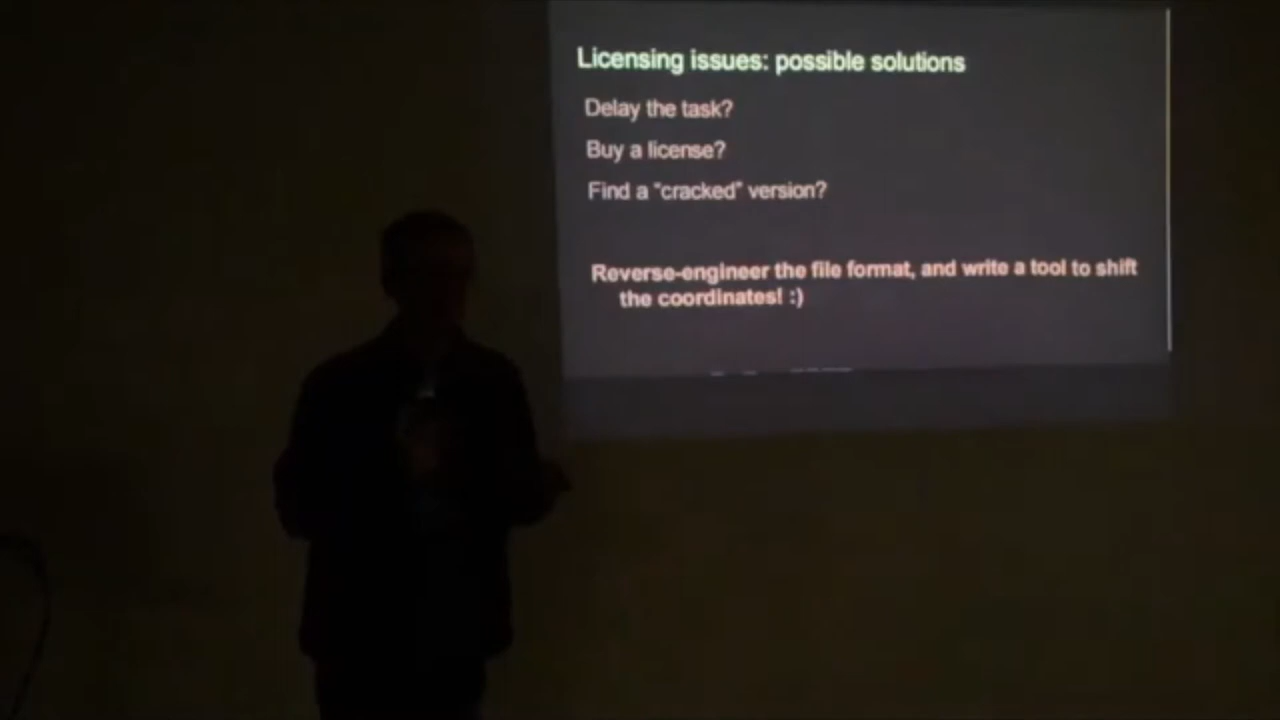 Licensing issues: possible solutions
Delay the task?
Buy a license?
Find a "cracked" version?
Reverse-engineer the file format, and write a tool to shift
the coordinates! :)